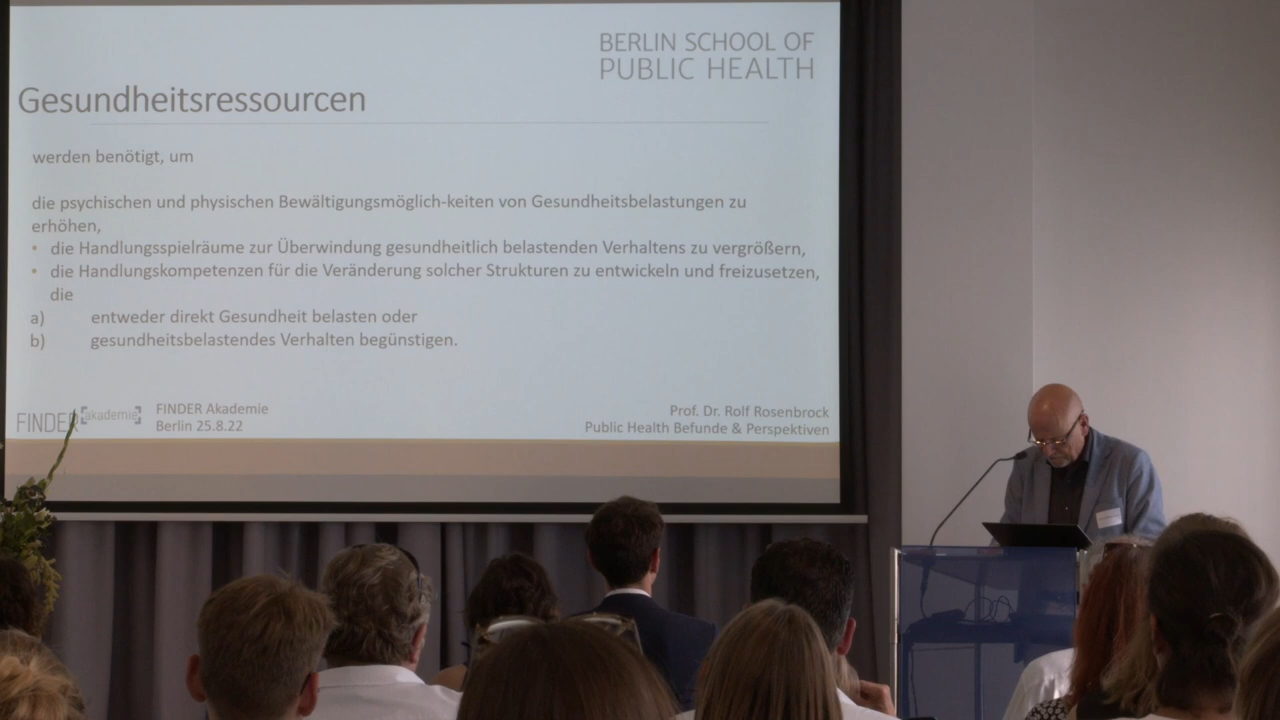 BERLIN SCHOOL OF
PUBLIC HEALTH
Gesundheitsressourcen
werden benötigt, um
die psychischen und physischen Bewältigungsmöglich-keiten von Gesundheitsbelastungen zu
erhöhen,
• die Handlungsspielräume zur Überwindung gesundheitlich belastenden Verhaltens zu vergrößern,
• die Handlungskompetenzen für die Veränderung solcher Strukturen zu entwickeln und freizusetzen,
die
a) entweder direkt Gesundheit belasten oder
b) gesundheitsbelastendes Verhalten begünstigen.
FINDER akademie
FINDER Akademie
Berlin 25.8.22
Prof. Dr. Rolf Rosenbrock
Public Health Befunde & Perspektiven